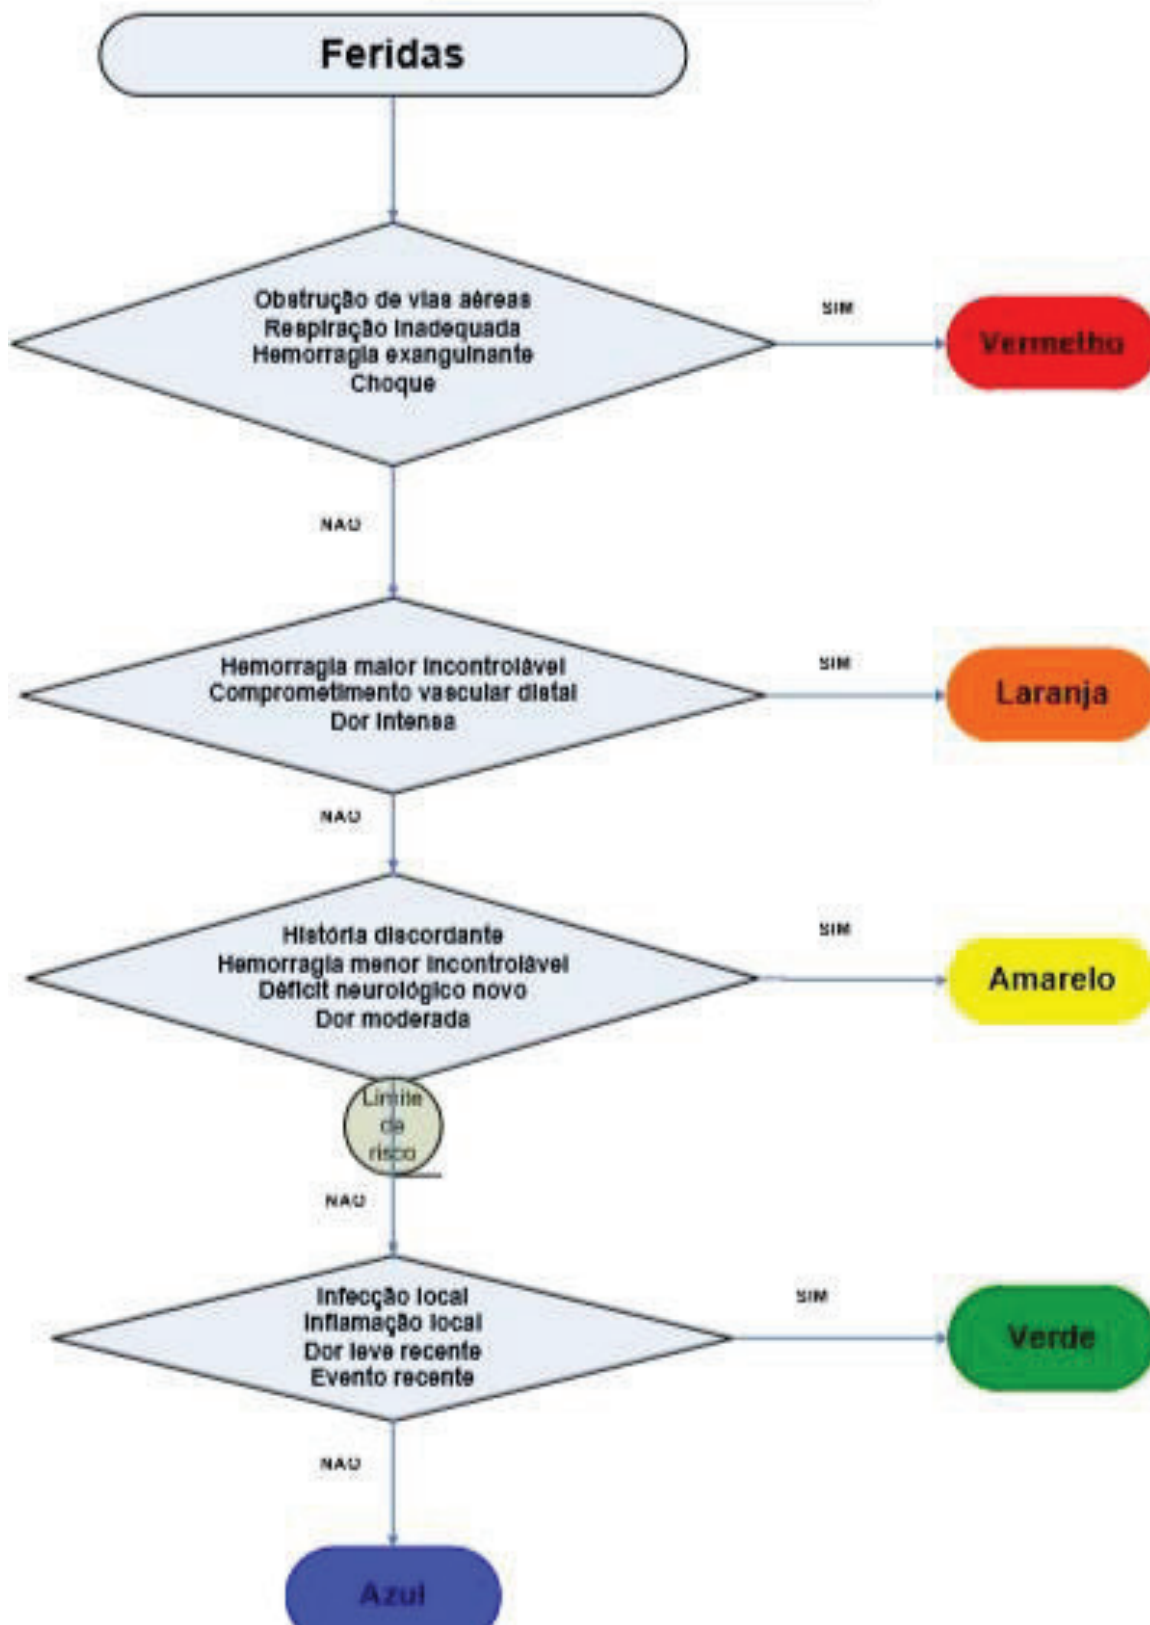 Feridas
Obstrução de vias aéreas
Respiração inadequada
Hemorragia exanguinante
Choque
SIM
Vermelho
NAO
Hemorragia maior incontrolável
Comprometimento vascular distal
Dor intensa
SIM
Laranja
NAO
História discordante
Hemorragia menor incontrolável
Déficit neurológico novo
Dor moderada
SIM
Amarelo
Limite
de
risco
NAO
Infecção local
Inflamação local
Dor leve recente
Evento recente
SIM
Verde
NAO
Azul